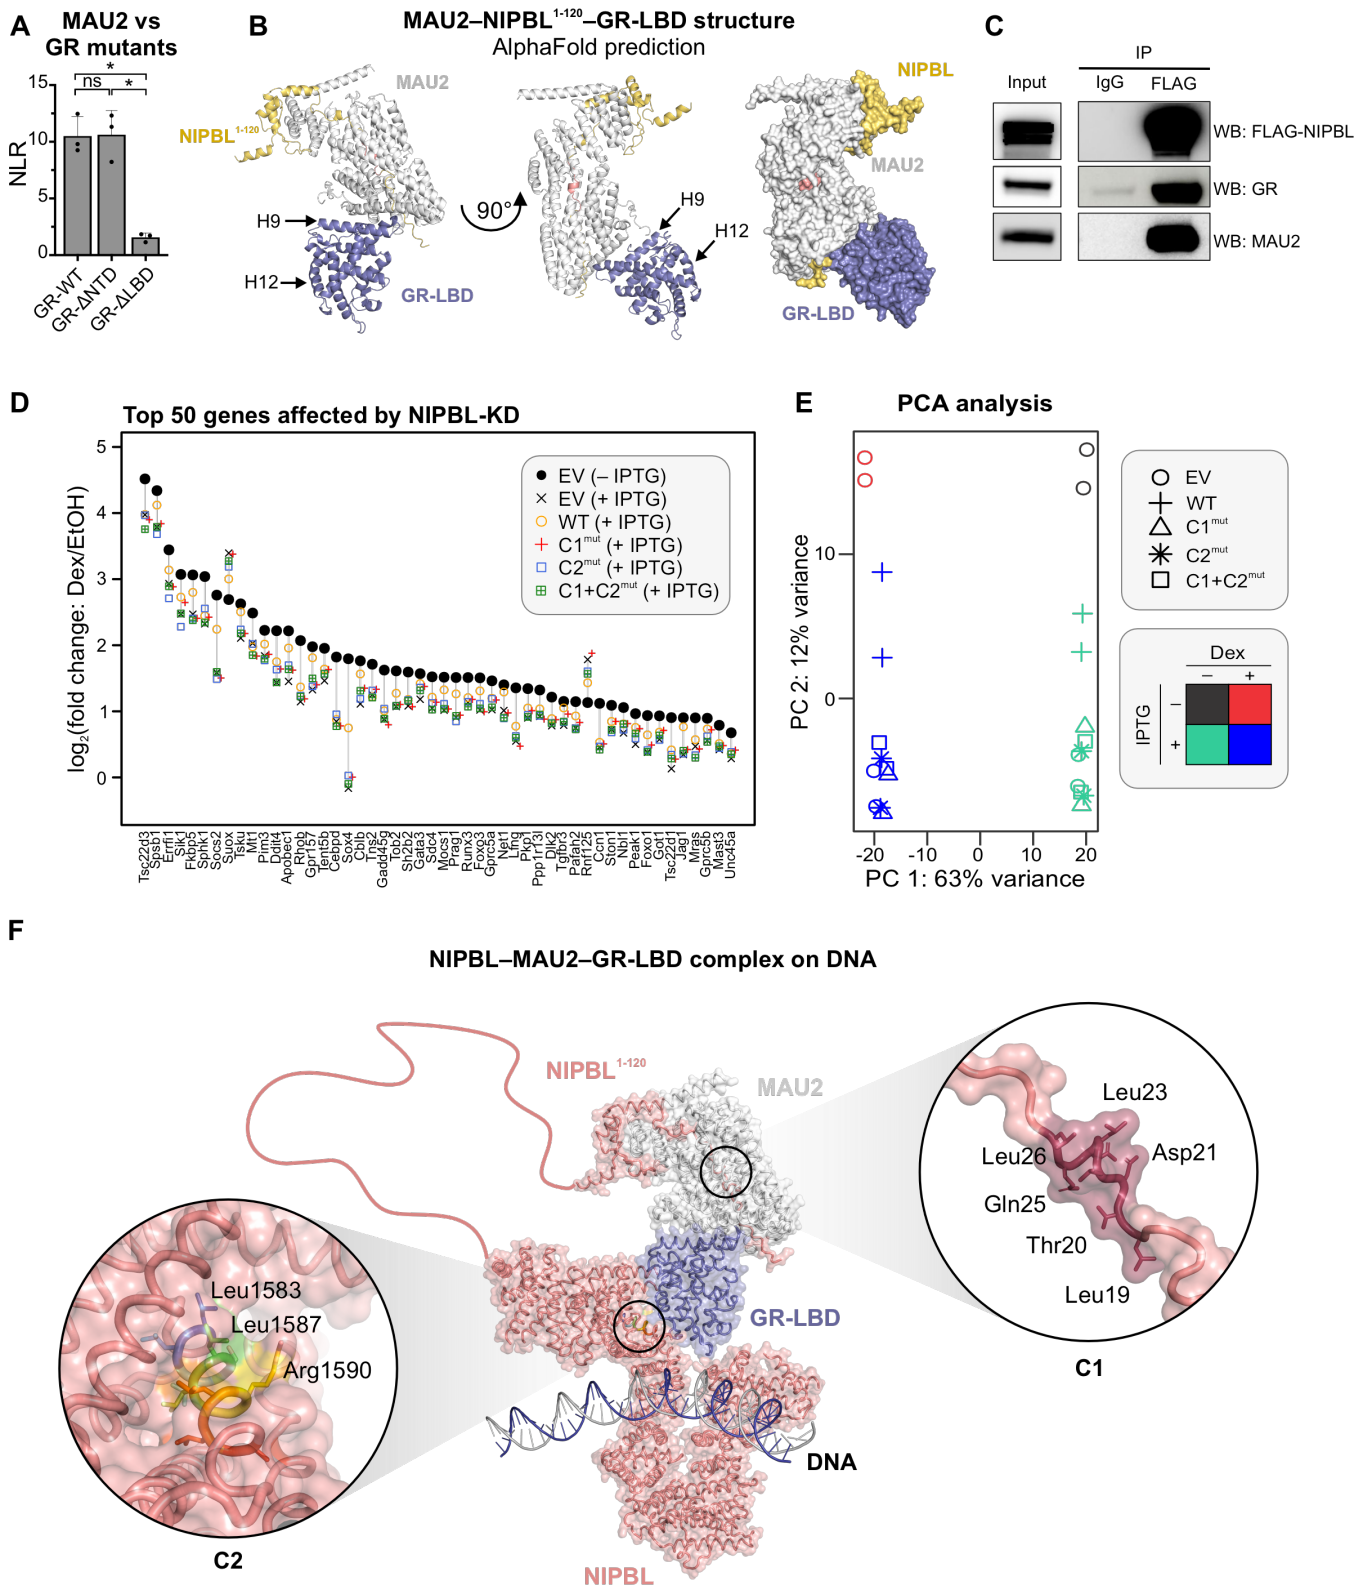 A
MAU2 vs
GR mutants
*
ns
*
15
10
5
0
NLR
GR-WT
GR-ΔNTD
GR-ΔLBD
B
MAU2–NIPBL1-120–GR-LBD structure
AlphaFold prediction
MAU2
NIPBL1-120
H9
H12
GR-LBD
90°
H9
H12
NIPBL
MAU2
GR-LBD
C
IP
Input
IgG
FLAG
WB: FLAG-NIPBL
WB: GR
WB: MAU2
D
Top 50 genes affected by NIPBL-KD
log2(fold change: Dex/EtOH)
5
4
3
2
1
0
EV (– IPTG)
EV (+ IPTG)
WT (+ IPTG)
C1mut (+ IPTG)
C2mut (+ IPTG)
C1+C2mut (+ IPTG)
Tsc22d3
Spsb1
Errfi1
Sik1
Fkbp5
Sphk1
Socs2
Suox
Tsku
Mt1
Pim3
Ddit4
Apobec1
Rhob
Gpr157
Tent5b
Cebpd
Sox4
Cblb
Tns2
Gadd45g
Tob2
Sh2b2
Gata3
Sdc4
Mocs1
Prag1
Runx3
Foxq3
Gprc5a
Net1
Lfng
Pkp1
Ppp1r13l
Dlk2
Tgfbr3
Pafah2
Rnf125
Ccn1
Ston1
Nbl1
Peak1
Foxo1
Got1
Tsc22d1
Jag1
Mras
Gprc5b
Mast3
Unc45a
E
PCA analysis
PC 2: 12% variance
10
0
-20
-10
0
10
20
PC 1: 63% variance
EV
WT
C1mut
C2mut
C1+C2mut
Dex
–
+
IPTG
–
+
F
NIPBL–MAU2–GR-LBD complex on DNA
NIPBL1-120
MAU2
GR-LBD
DNA
NIPBL
Leu23
Leu26
Asp21
Gln25
Thr20
Leu19
C1
Leu1583
Leu1587
Arg1590
C2